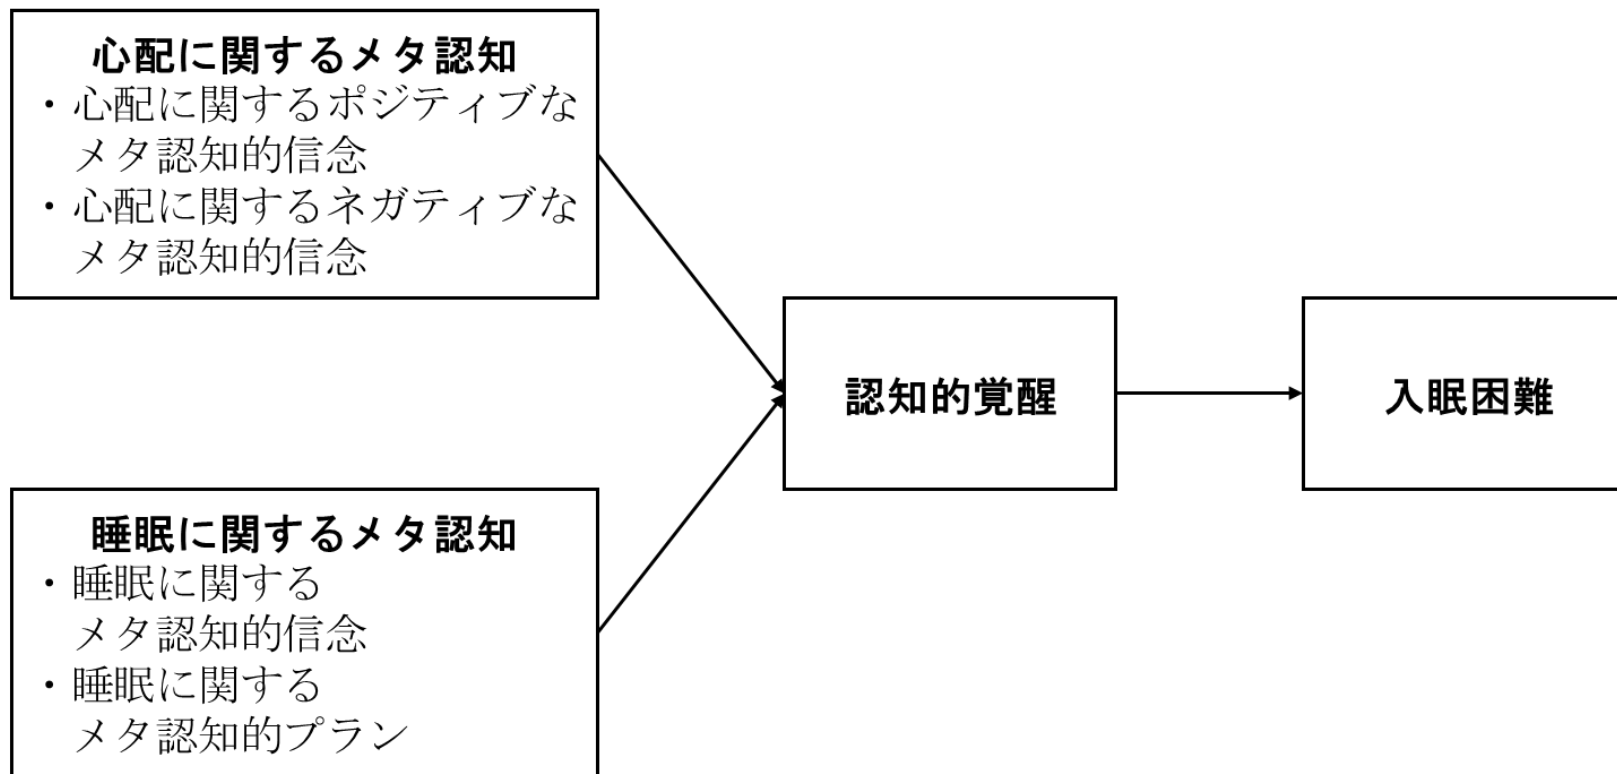 心配に関するメタ認知
・心配に関するポジティブな
メタ認知的信念
・心配に関するネガティブな
メタ認知的信念
認知的覚醒
入眠困難
睡眠に関するメタ認知
・睡眠に関する
メタ認知的信念
・睡眠に関する
メタ認知的プラン